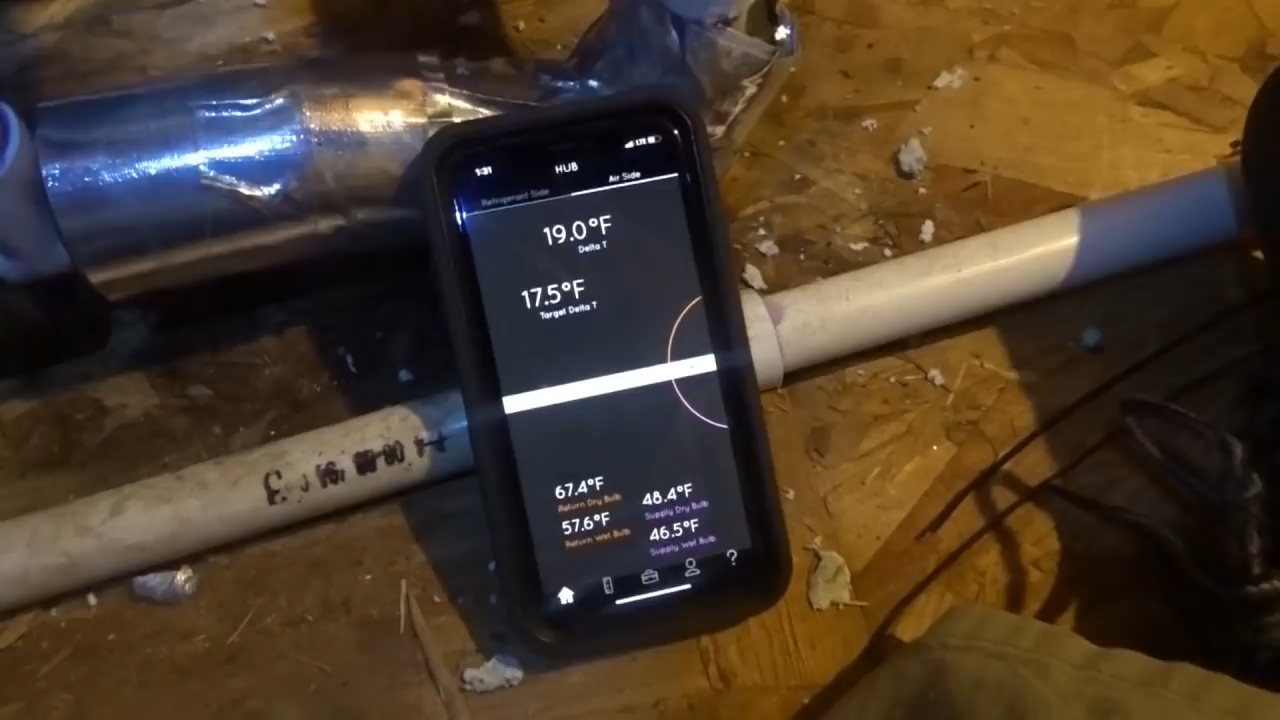 1:31
LTE
HUB
Refrigerant Side
Air Side
19.0°F
Delta T
17.5°F
Target Delta T
67.4°F
Return Dry Bulb
57.6°F
Return Wet Bulb
48.4°F
Supply Dry Bulb
46.5°F
Supply Wet Bulb
?